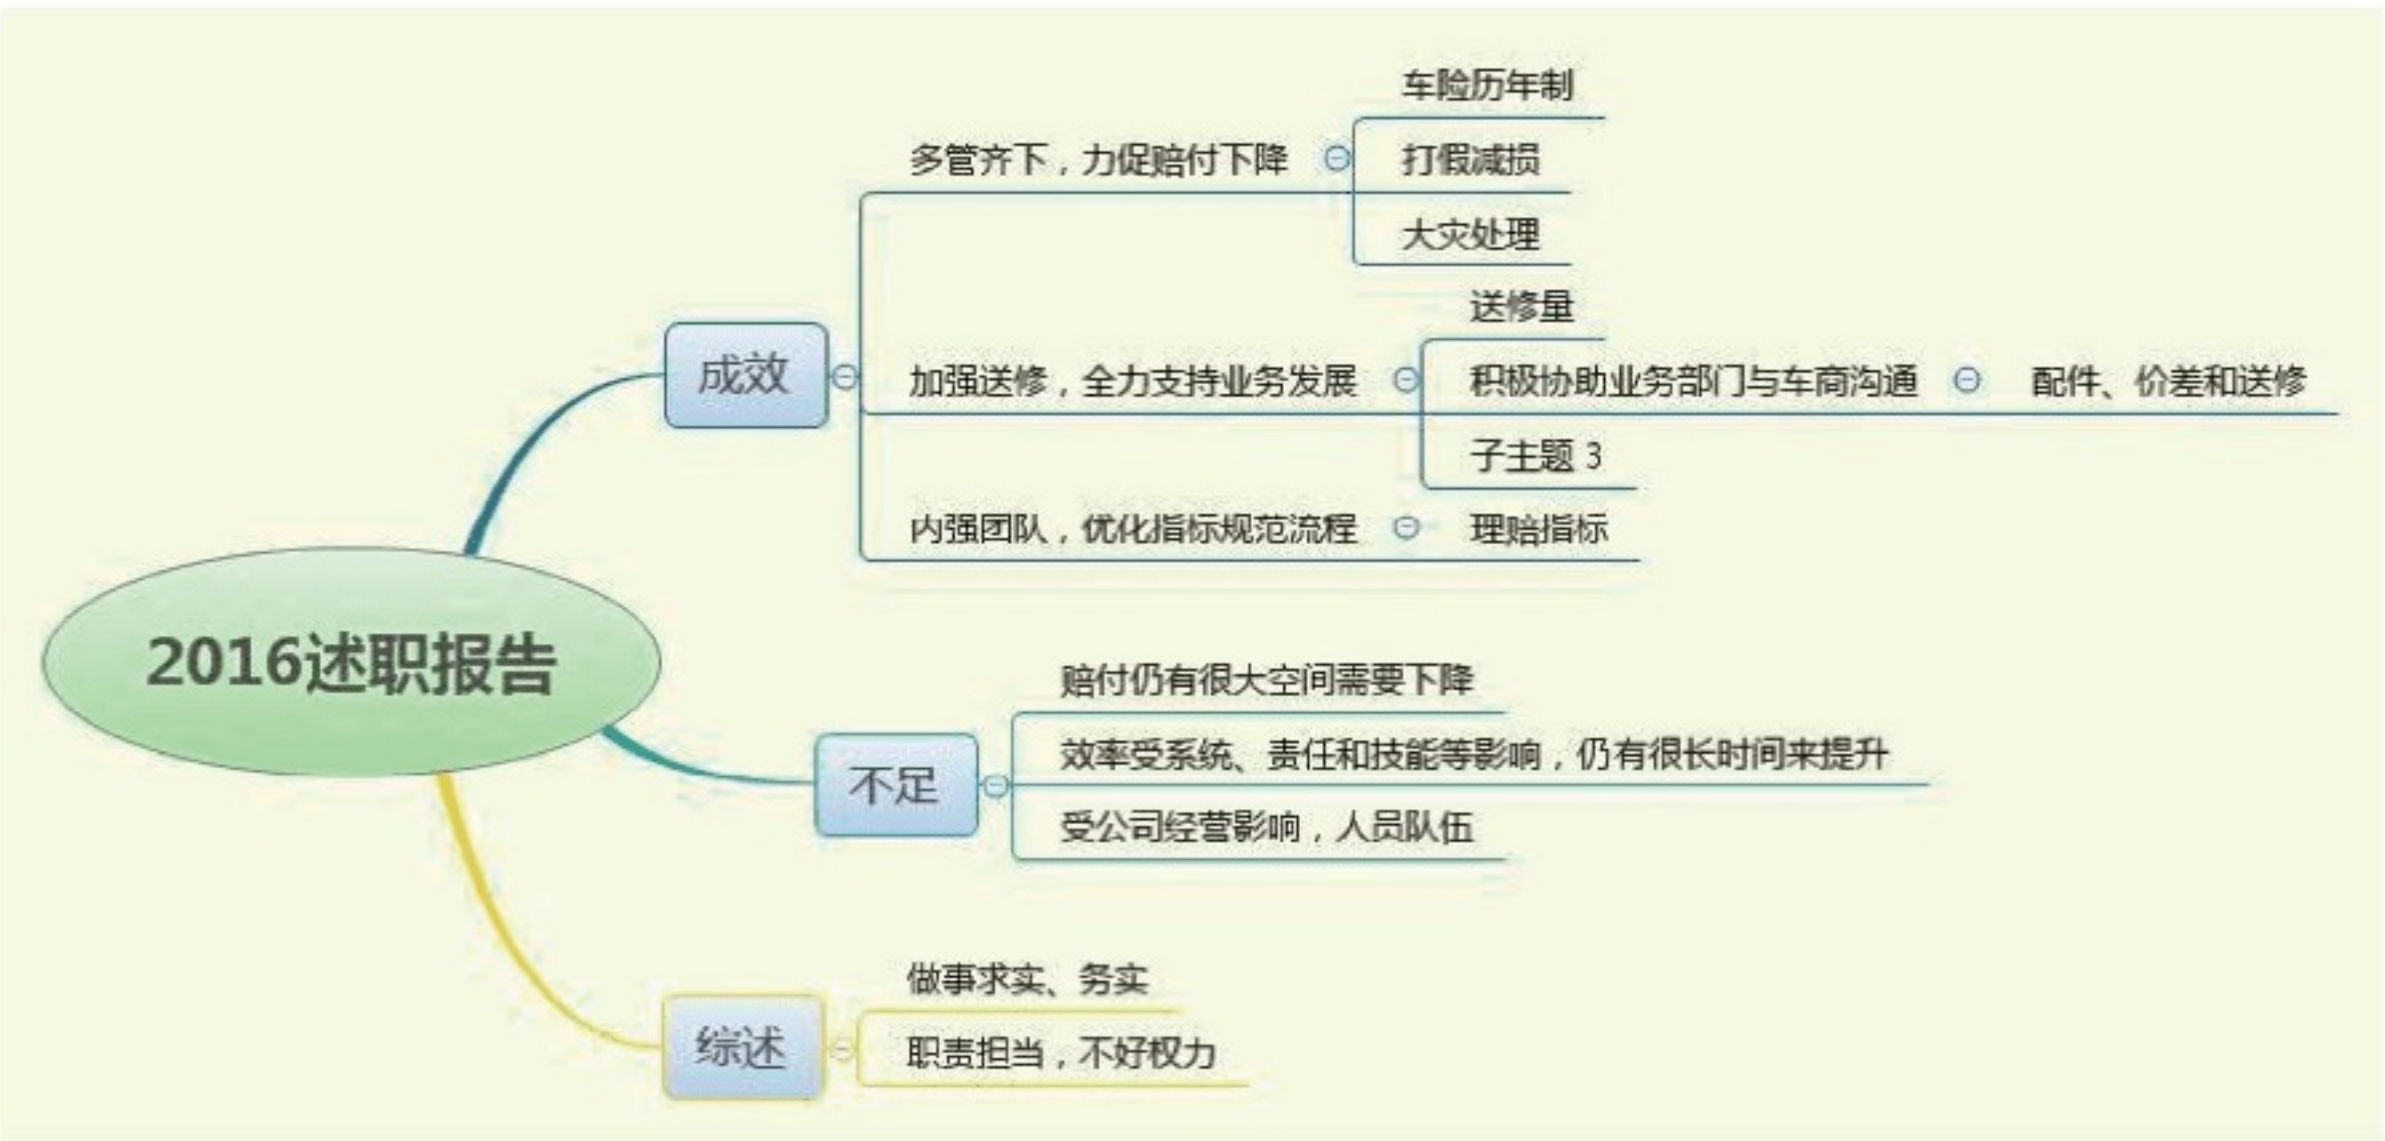 2016述职报告
成效
多管齐下，力促赔付下降
车险历年制
打假减损
大灾处理
加强送修，全力支持业务发展
送修量
积极协助业务部门与车商沟通
配件、价差和送修
子主题 3
内强团队，优化指标规范流程
理赔指标
不足
赔付仍有很大空间需要下降
效率受系统、责任和技能等影响，仍有很长时间来提升
受公司经营影响，人员队伍
综述
做事求实、务实
职责担当，不好权力